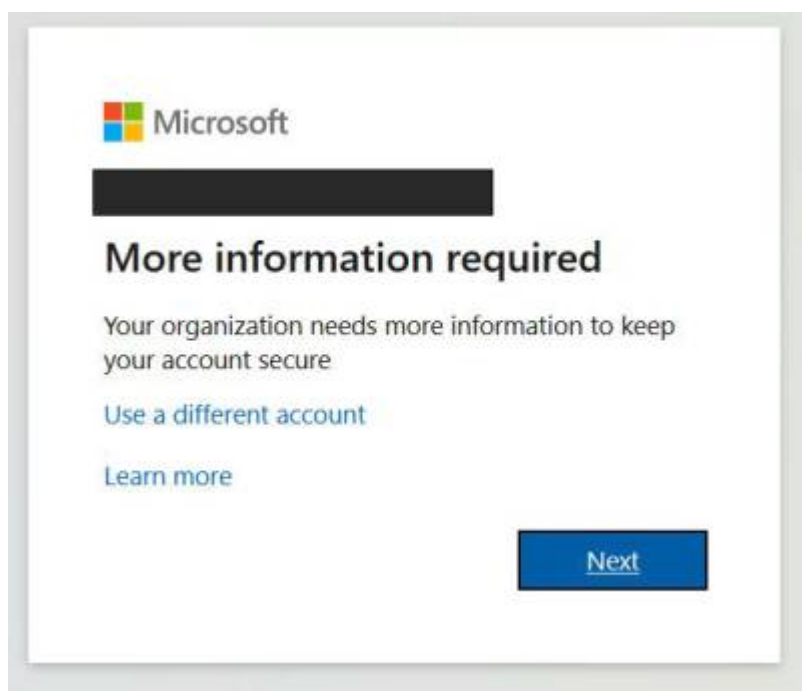 Microsoft
More information required
Your organization needs more information to keep
your account secure
Use a different account
Learn more
Next